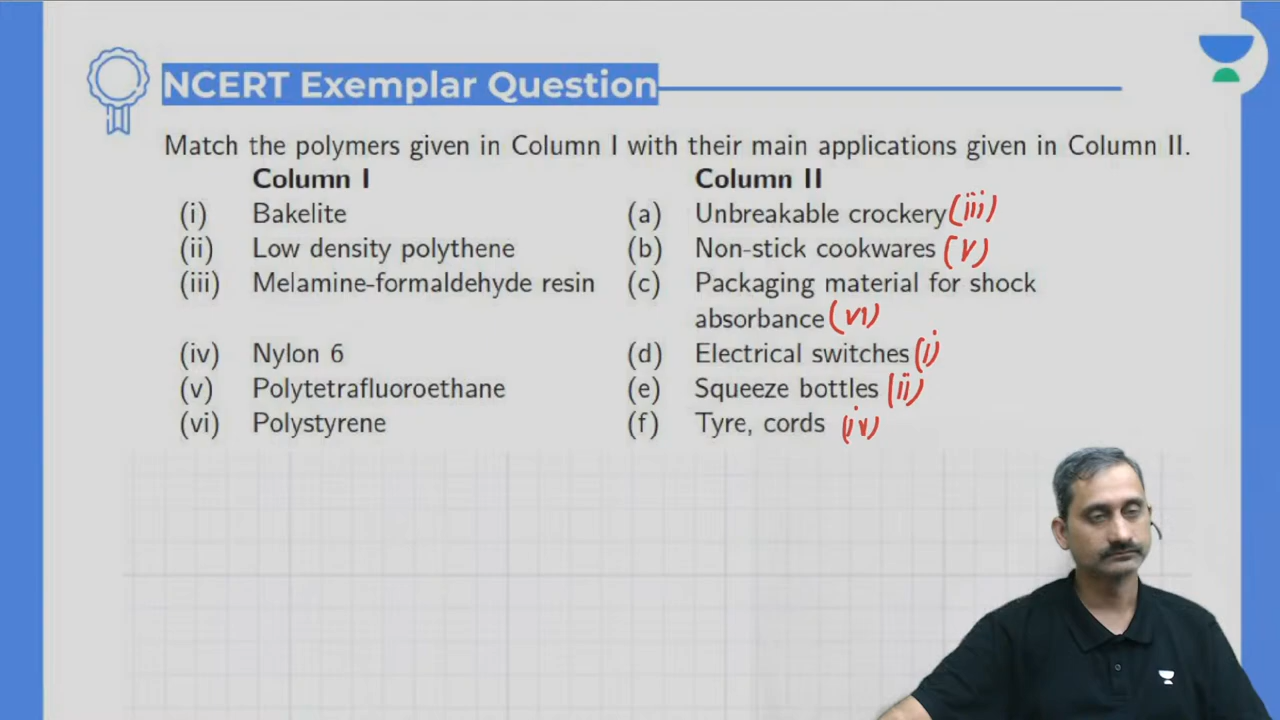 NCERT Exemplar Question
Match the polymers given in Column I with their main applications given in Column II.
Column I Column II
(i) Bakelite (a) Unbreakable crockery (iii)
(ii) Low density polythene (b) Non-stick cookwares (V)
(iii) Melamine-formaldehyde resin (c) Packaging material for shock
absorbance (VI)
(iv) Nylon 6 (d) Electrical switches (i)
(v) Polytetrafluoroethane (e) Squeeze bottles (ii)
(vi) Polystyrene (f) Tyre, cords (iv)